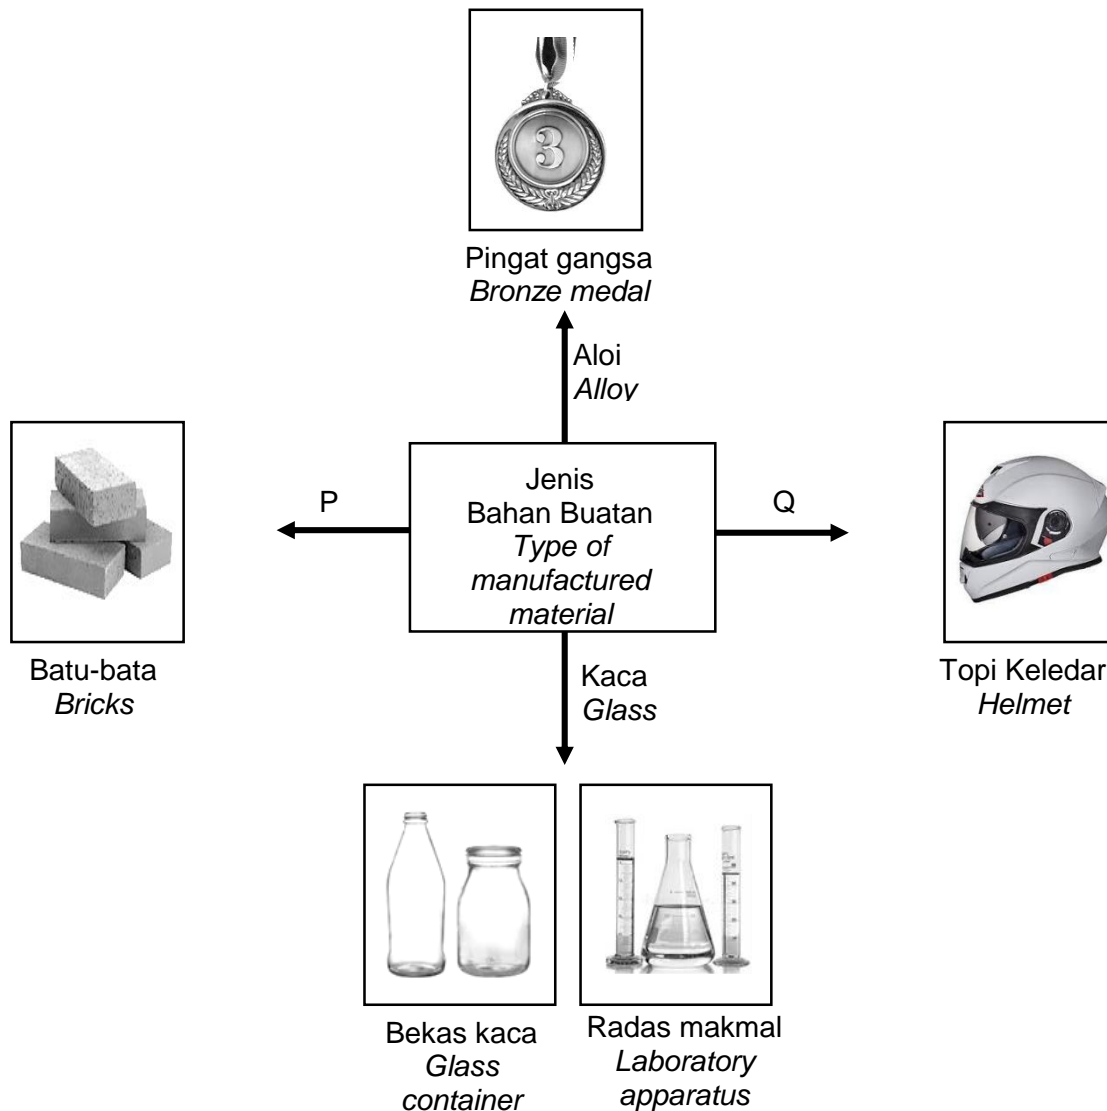 3
Pingat gangsa
Bronze medal
Aloi
Alloy
P
Jenis
Bahan Buatan
Type of
manufactured
material
Q
Batu-bata
Bricks
Topi Keledar
Helmet
Kaca
Glass
Bekas kaca
Glass
container
Radas makmal
Laboratory
apparatus